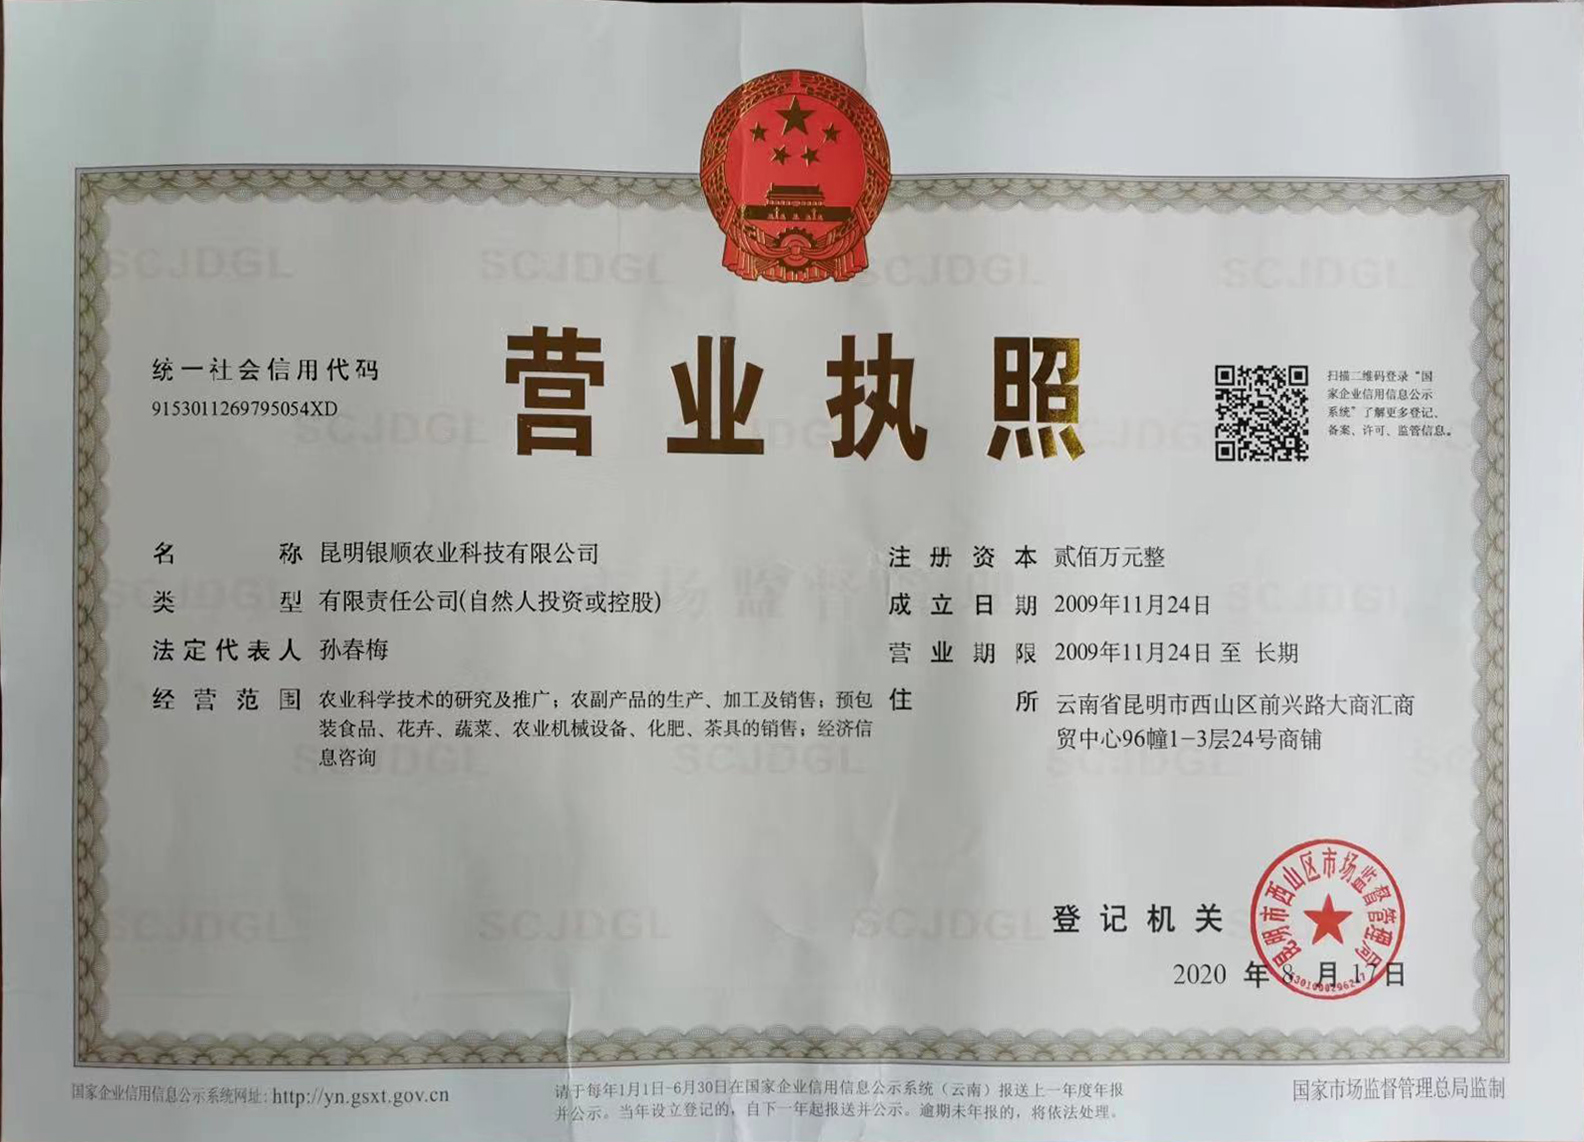 统一社会信用代码
9153011269795054XD
营业执照
扫描二维码登录“国
家企业信用信息公示
系统”了解更多登记、
备案、许可、监管信息。
名称 昆明银顺农业科技有限公司
类型 有限责任公司(自然人投资或控股)
法定代表人 孙春梅
经营范围 农业科学技术的研究及推广；农副产品的生产、加工及销售；预包
装食品、花卉、蔬菜、农业机械设备、化肥、茶具的销售；经济信
息咨询
注册资本 贰佰万元整
成立日期 2009年11月24日
营业期限 2009年11月24日 至 长期
住所 云南省昆明市西山区前兴路大商汇商
贸中心96幢1-3层24号商铺
登记机关
昆明市西山区市场监督管理局
2020 年 8 月 17 日
国家企业信用信息公示系统网址: http://yn.gsxt.gov.cn
请于每年1月1日-6月30日在国家企业信用信息公示系统（云南）报送上一年度年报
并公示。当年设立登记的，自下一年起报送并公示。逾期未年报的，将依法处理。
国家市场监督管理总局监制
SCJDGL